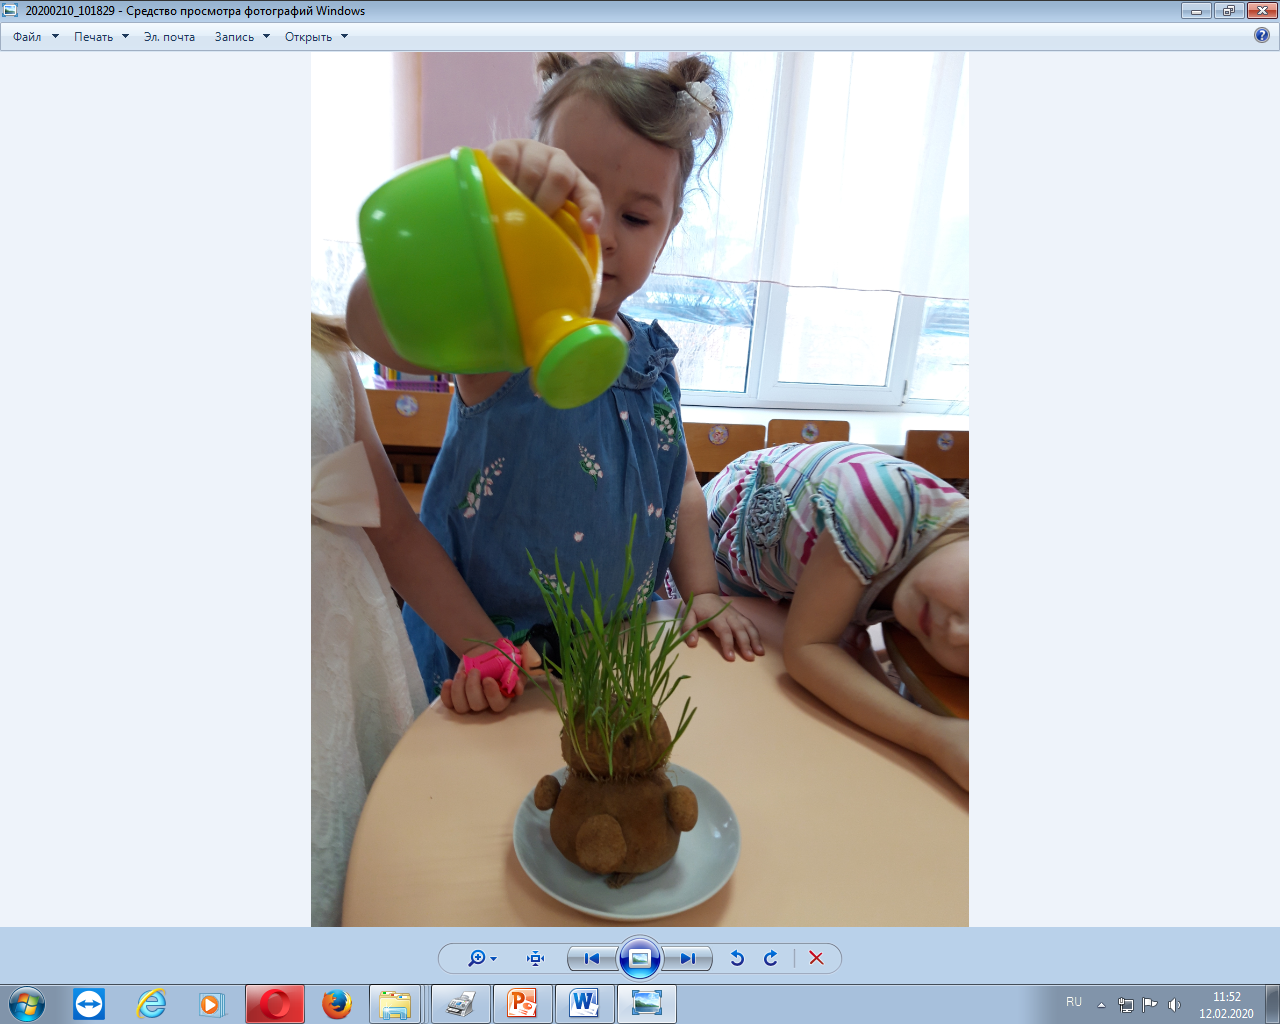 20200210_101829 - Средство просмотра фотографий Windows
Файл Печать Эл. почта Запись Открыть
RU
11:52
12.02.2020